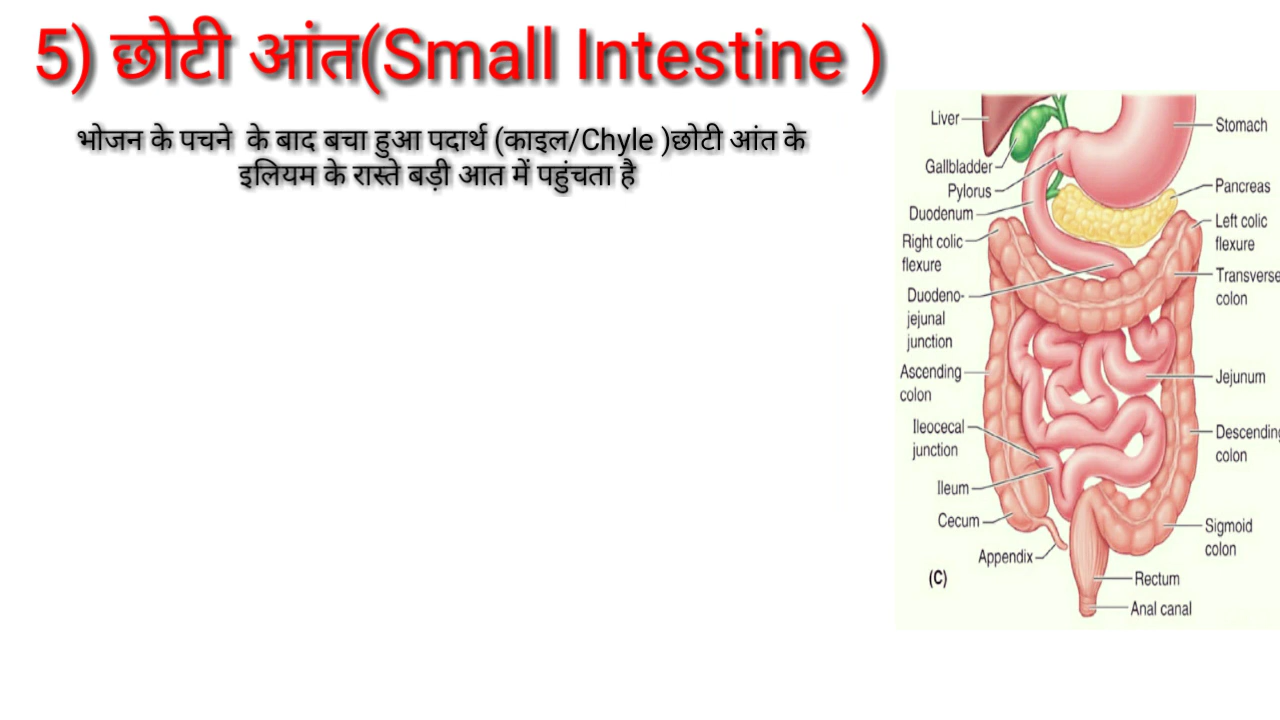 5) छोटी आंत(Small Intestine )
भोजन के पचने  के बाद बचा हुआ पदार्थ (काइल/Chyle )छोटी आंत के
इलियम के रास्ते बड़ी आत में पहुंचता है
Liver
Stomach
Gallbladder
Pylorus
Pancreas
Duodenum
Left colic
flexure
Right colic
flexure
Transverse
colon
Duodeno-
jejunal
junction
Ascending
colon
Jejunum
Ileocecal
junction
Descending
colon
Ileum
Cecum
Sigmoid
colon
Appendix
(C)
Rectum
Anal canal